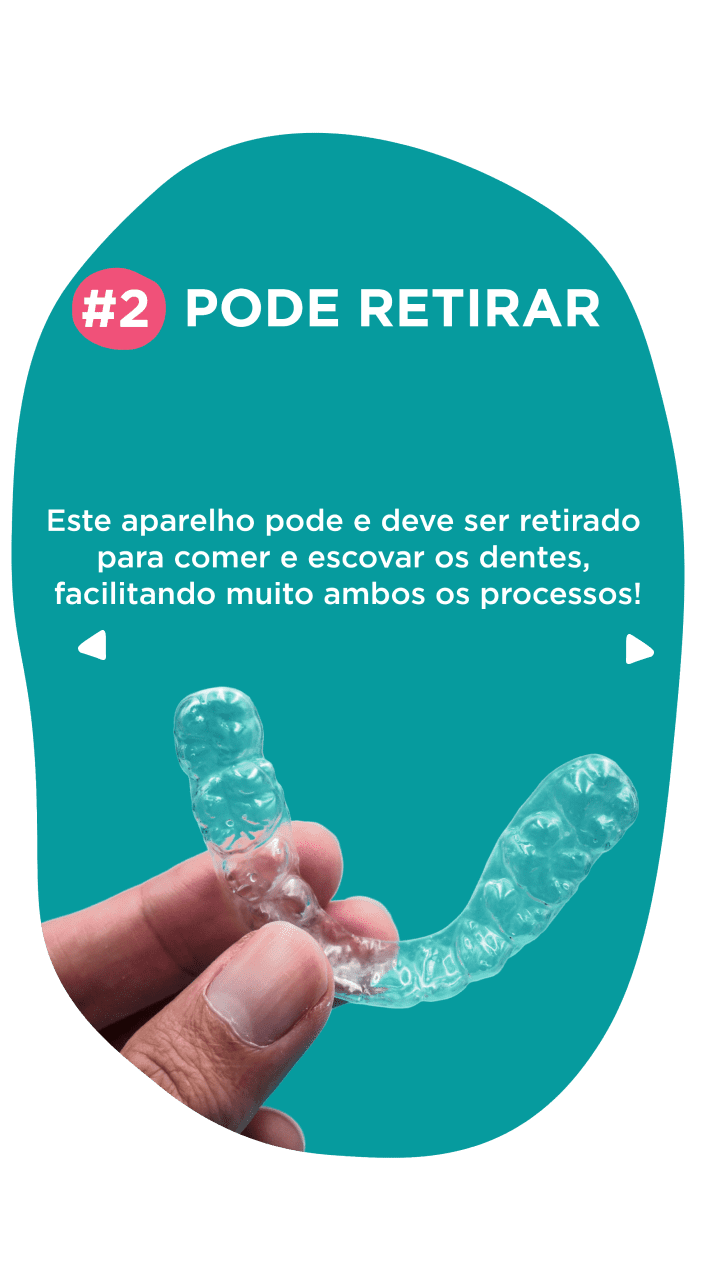 #2 PODE RETIRAR
Este aparelho pode e deve ser retirado
para comer e escovar os dentes,
facilitando muito ambos os processos!